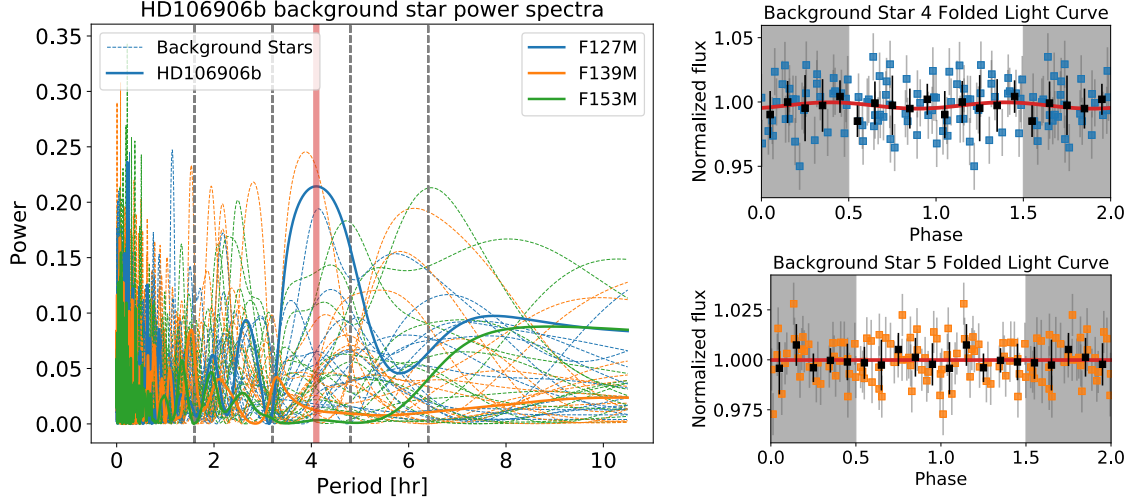 HD106906b background star power spectra
Background Stars
HD106906b
F127M
F139M
F153M
Power
0.35
0.30
0.25
0.20
0.15
0.10
0.05
0.00
0 2 4 6 8 10
Period [hr]
Background Star 4 Folded Light Curve
Normalized flux
1.05
1.00
0.95
0.0 0.5 1.0 1.5 2.0
Phase
Background Star 5 Folded Light Curve
Normalized flux
1.025
1.000
0.975
0.0 0.5 1.0 1.5 2.0
Phase